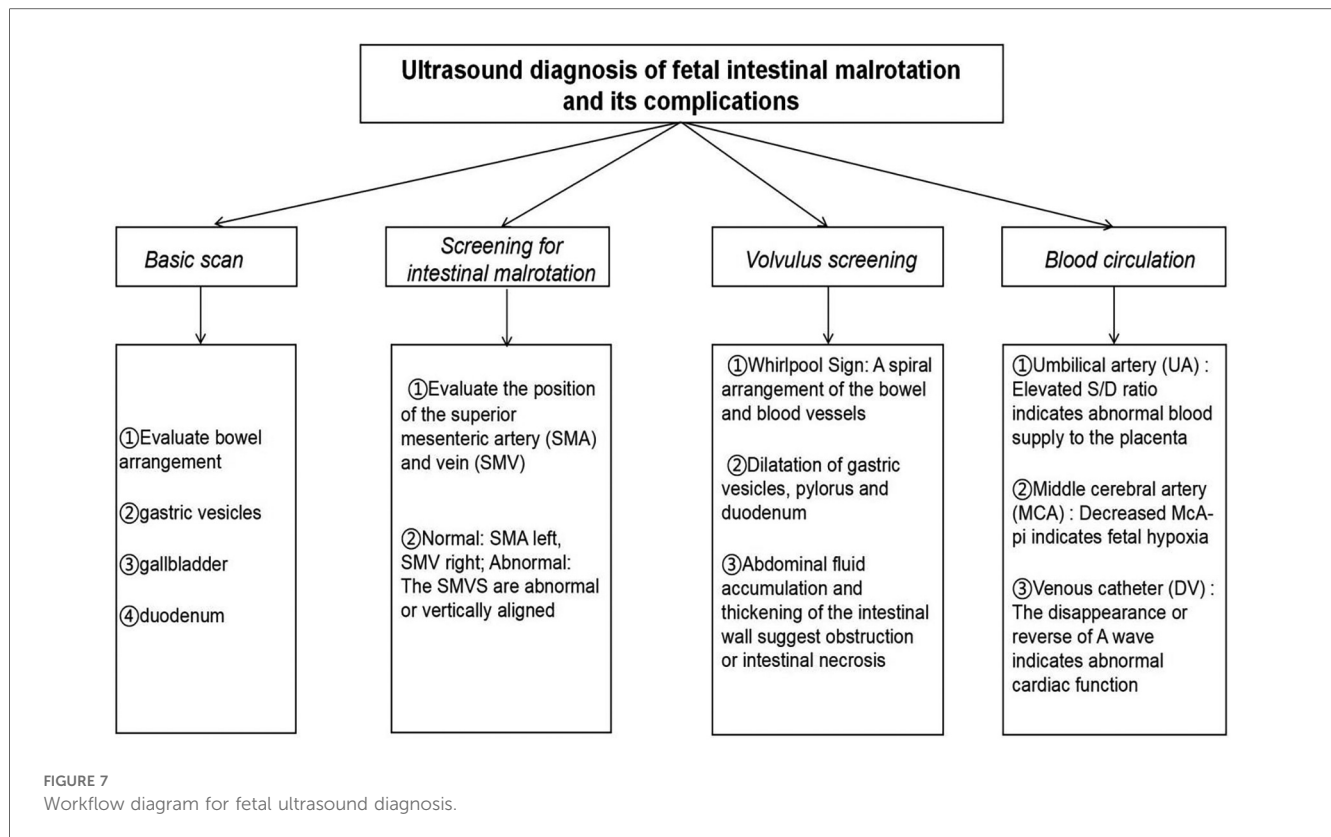 Ultrasound diagnosis of fetal intestinal malrotation
and its complications
Basic scan
Screening for
intestinal malrotation
Volvulus screening
Blood circulation
①Evaluate bowel
arrangement
②gastric vesicles
③gallbladder
④duodenum
①Evaluate the position
of the superior
mesenteric artery (SMA)
and vein (SMV)
②Normal: SMA left,
SMV right; Abnormal:
The SMVS are abnormal
or vertically aligned
①Whirlpool Sign: A spiral
arrangement of the bowel
and blood vessels
②Dilatation of gastric
vesicles, pylorus and
duodenum
③Abdominal fluid
accumulation and
thickening of the intestinal
wall suggest obstruction
or intestinal necrosis
①Umbilical artery (UA) :
Elevated S/D ratio
indicates abnormal blood
supply to the placenta
②Middle cerebral artery
(MCA) : Decreased McA-
pi indicates fetal hypoxia
③Venous catheter (DV) :
The disappearance or
reverse of A wave
indicates abnormal
cardiac function
FIGURE 7
Workflow diagram for fetal ultrasound diagnosis.